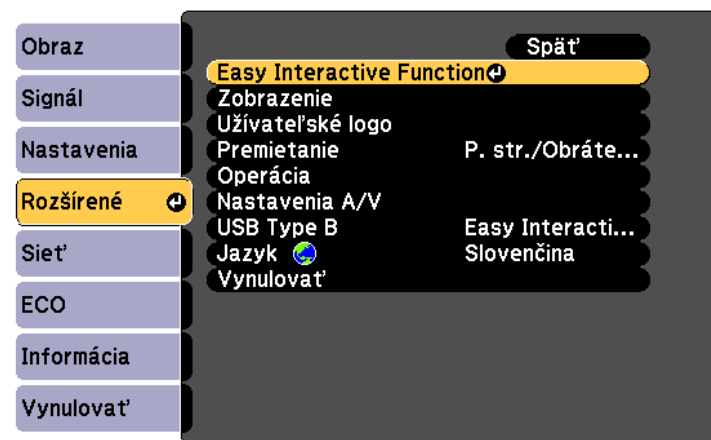 Obraz
Signál
Nastavenia
Rozšírené
Sieť
ECO
Informácia
Vynulovať
Späť
Easy Interactive Function
Zobrazenie
Užívateľské logo
Premietanie P. str./Obráte...
Operácia
Nastavenia A/V
USB Type B Easy Interacti...
Jazyk Slovenčina
Vynulovať